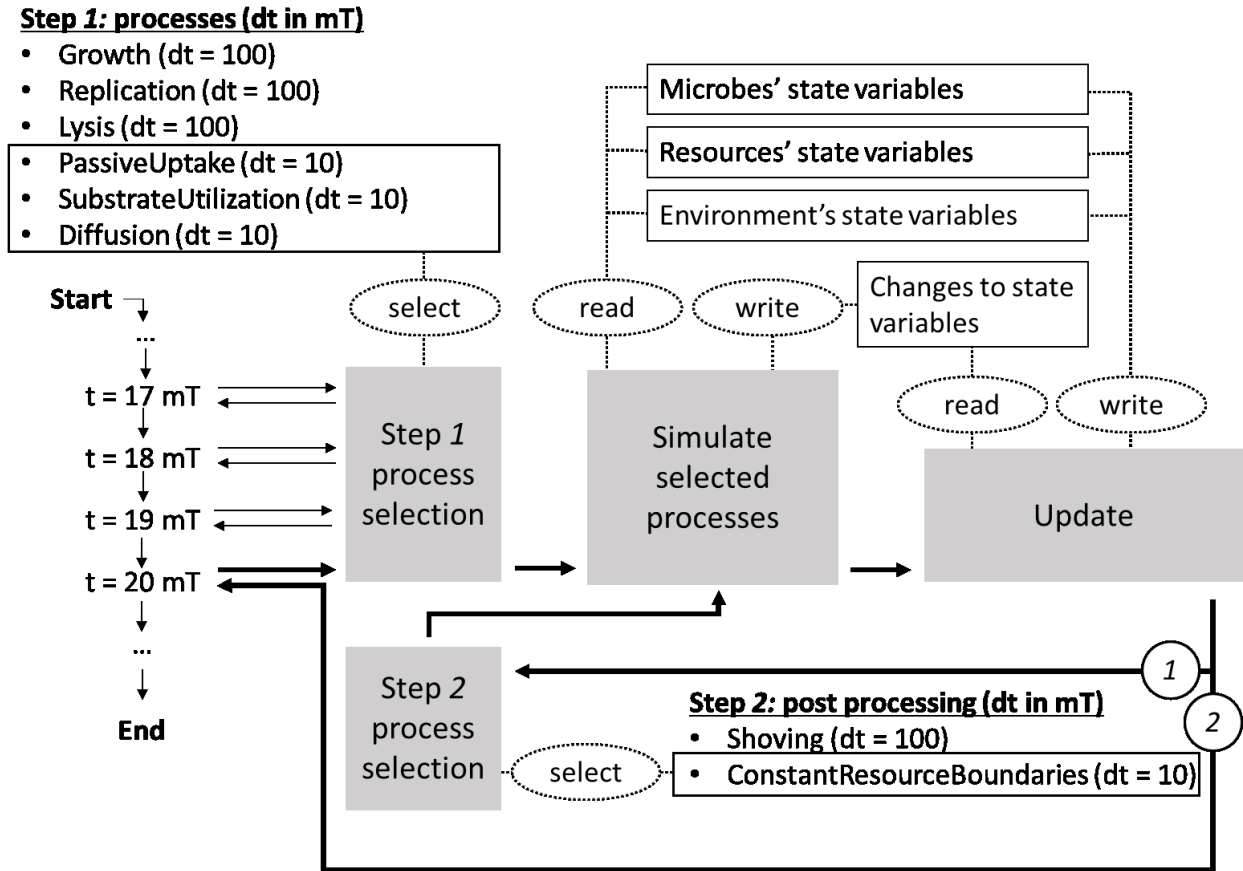 Step 1: processes (dt in mT)
• Growth (dt = 100)
• Replication (dt = 100)
• Lysis (dt = 100)
• PassiveUptake (dt = 10)
• SubstrateUtilization (dt = 10)
• Diffusion (dt = 10)
Microbes’ state variables
Resources’ state variables
Environment’s state variables
Start
select
read
write
Changes to state
variables
...
t = 17 mT
t = 18 mT
t = 19 mT
t = 20 mT
...
End
Step 1
process
selection
Simulate
selected
processes
read
write
Update
Step 2
process
selection
1
2
Step 2: post processing (dt in mT)
• Shoving (dt = 100)
• ConstantResourceBoundaries (dt = 10)
select